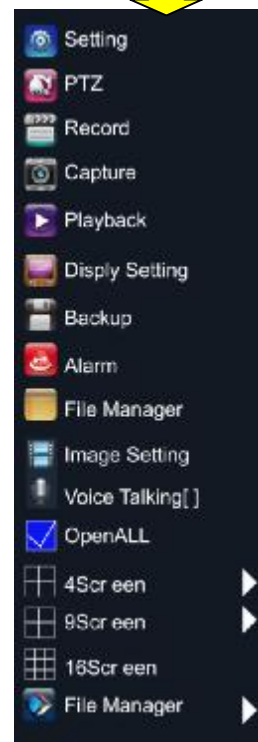 Setting
PTZ
Record
Capture
Playback
Disply Setting
Backup
Alarm
File Manager
Image Setting
Voice Talking[ ]
OpenALL
4Scr een
9Scr een
16Scr een
File Manager